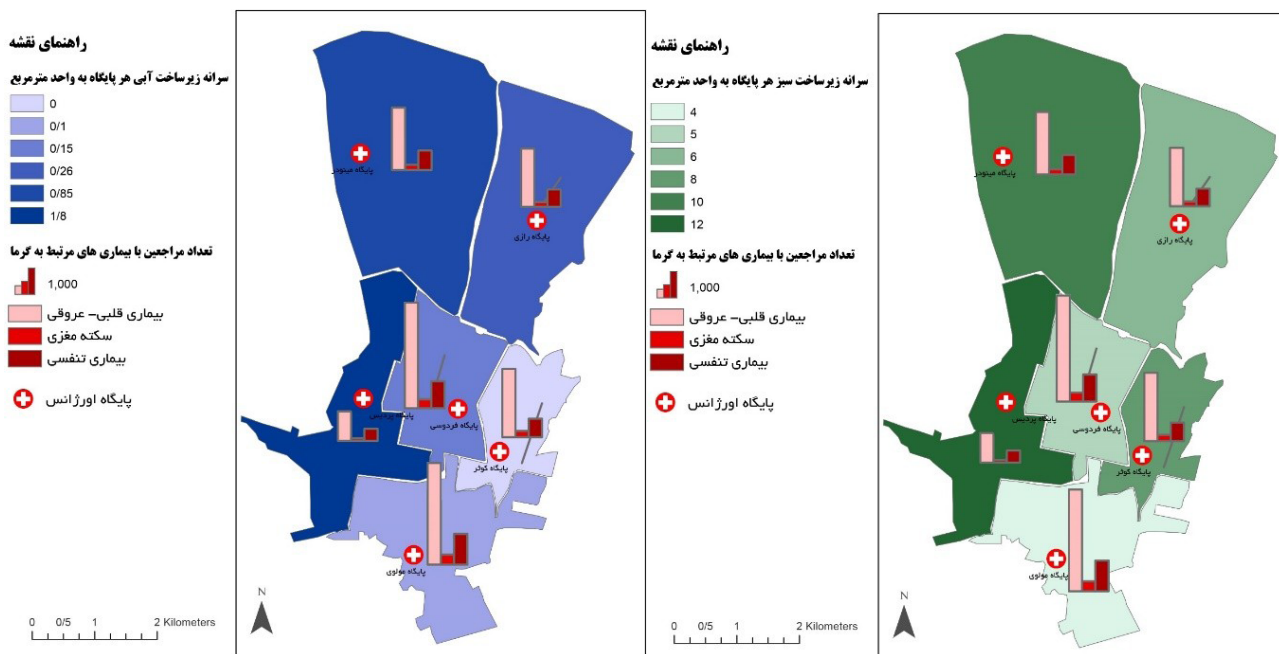 راهنمای نقشه
سرانه زیرساخت آبی هر پایگاه به واحد مترمربع
0
0/1
0/15
0/26
0/85
1/8
تعداد مراجعین با بیماری های مرتبط به گرما
1,000
بیماری قلبی- عروقی
سکته مغزی
بیماری تنفسی
پایگاه اورژانس
0 0/5 1 2 Kilometers
پایگاه مینودر
پایگاه رازی
پایگاه پردیس
پایگاه فردوسی
پایگاه کوثر
پایگاه مولوی
N
راهنمای نقشه
سرانه زیرساخت سبز هر پایگاه به واحد مترمربع
4
5
6
8
10
12
تعداد مراجعین با بیماری های مرتبط به گرما
1,000
بیماری قلبی- عروقی
سکته مغزی
بیماری تنفسی
پایگاه اورژانس
0 0/5 1 2 Kilometers
پایگاه مینودر
پایگاه رازی
پایگاه پردیس
پایگاه فردوسی
پایگاه کوثر
پایگاه مولوی
N